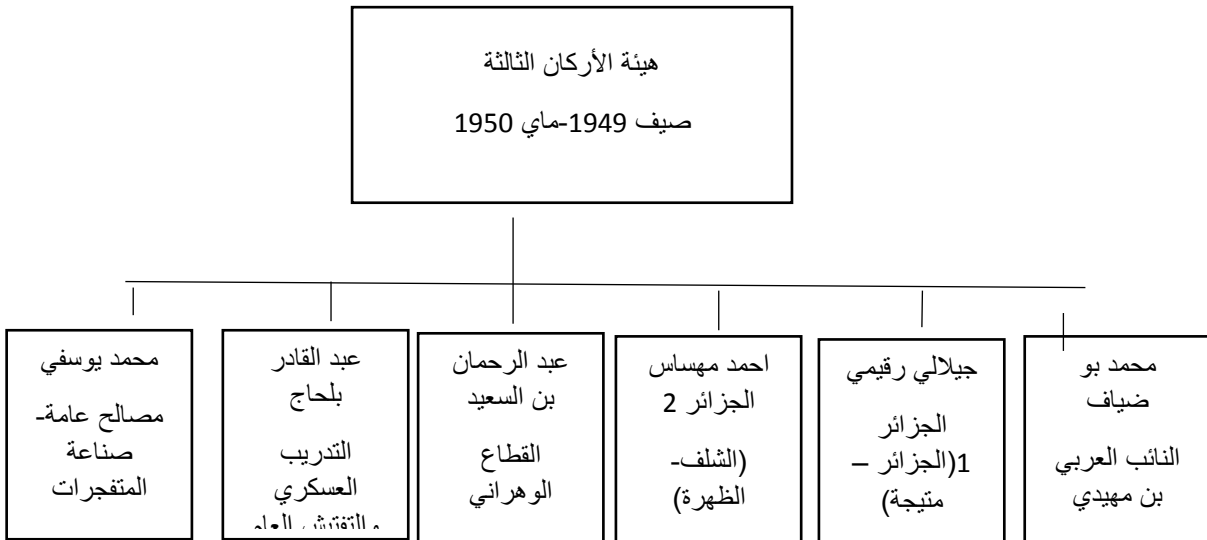 هيئة الأركان الثالثة
صيف 1949-ماي 1950
محمد بو
ضياف
النائب العربي
بن مهيدي
جيلالي رقيمي
الجزائر
1(الجزائر –
متيجة)
احمد مهساس
الجزائر 2
(الشلف-
الظهرة)
عبد الرحمان
بن السعيد
القطاع
الوهراني
عبد القادر
بلحاج
التدريب
العسكري
والتفتيش العام
محمد يوسفي
مصالح عامة-
صناعة
المتفجرات